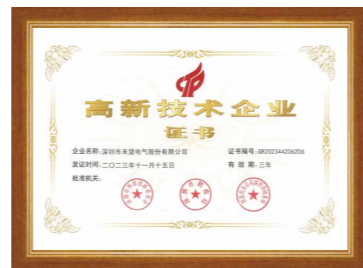 高新技术企业
证书
企业名称:深圳市禾望电气股份有限公司 证书编号:GR202344206206
发证时间:二〇二三年十一月十五日 有 效 期:三年
批准机关: